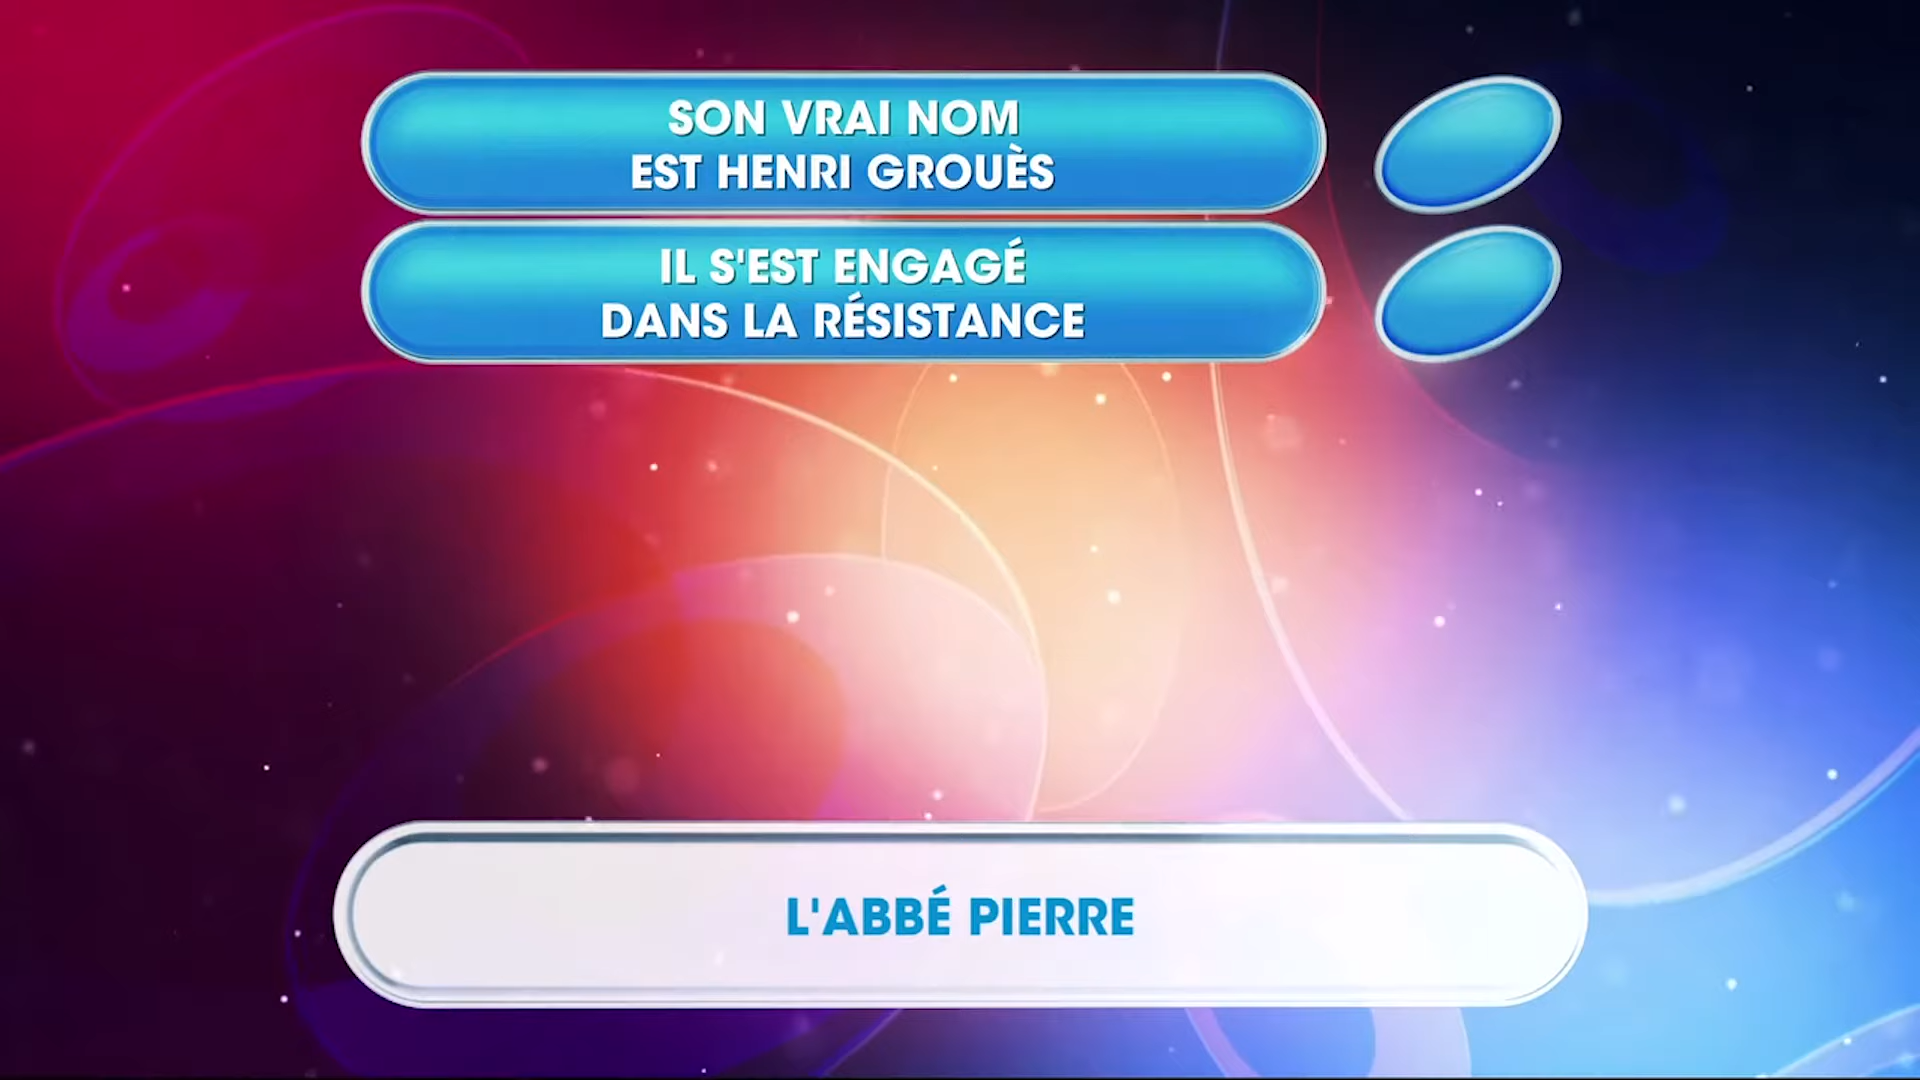 SON VRAI NOM
EST HENRI GROUÈS
IL S'EST ENGAGÉ
DANS LA RÉSISTANCE
L'ABBÉ PIERRE